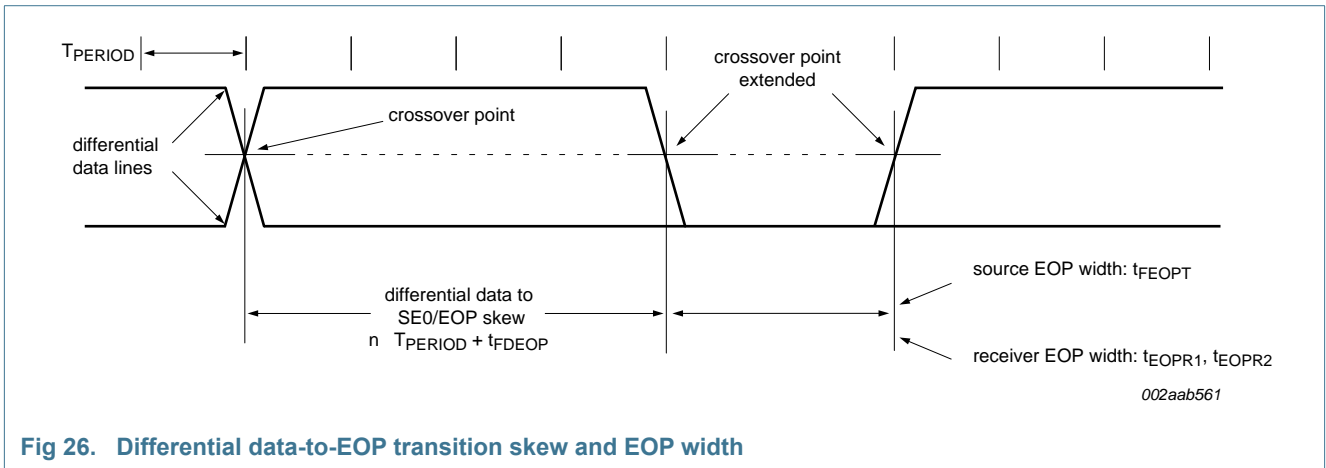 TPERIOD
crossover point
extended
crossover point
differential
data lines
source EOP width: tFEOPT
differential data to
SE0/EOP skew
n TPERIOD + tFDEOP
receiver EOP width: tEOPR1, tEOPR2
002aab561
Fig 26. Differential data-to-EOP transition skew and EOP width